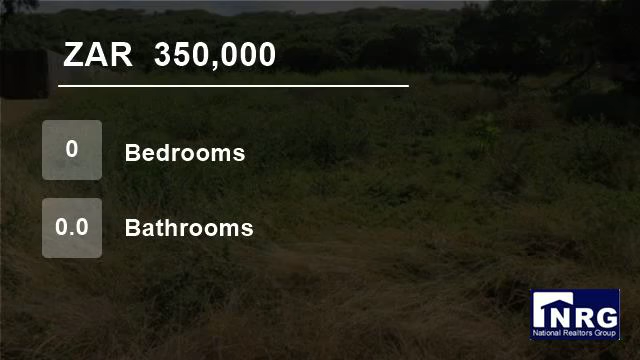 ZAR 350,000
0 Bedrooms
0.0 Bathrooms
NRG
National Realtors Group